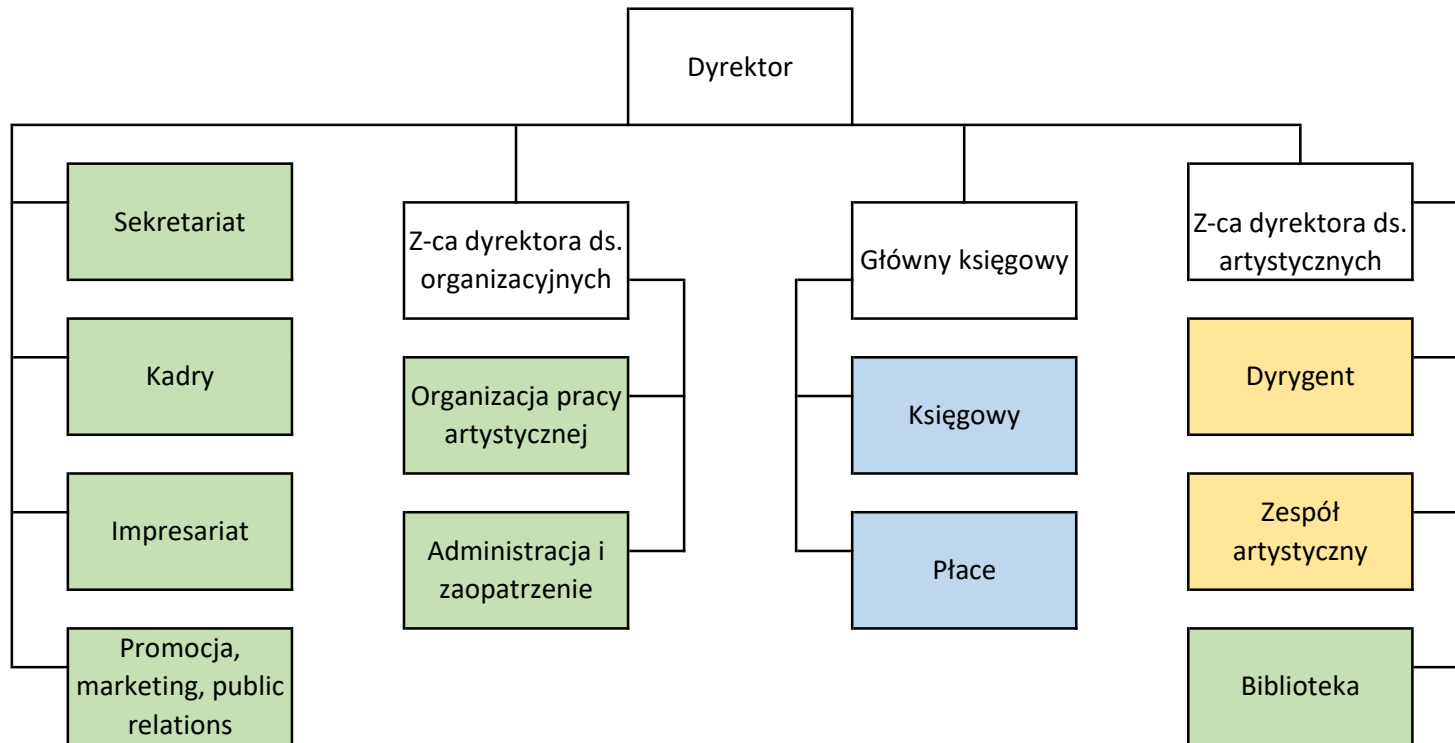 Dyrektor
Sekretariat
Kadry
Impresariat
Promocja,
marketing, public
relations
Z-ca dyrektora ds.
organizacyjnych
Organizacja pracy
artystycznej
Administracja i
zaopatrzenie
Główny księgowy
Księgowy
Płace
Z-ca dyrektora ds.
artystycznych
Dyrygent
Zespół
artystyczny
Biblioteka